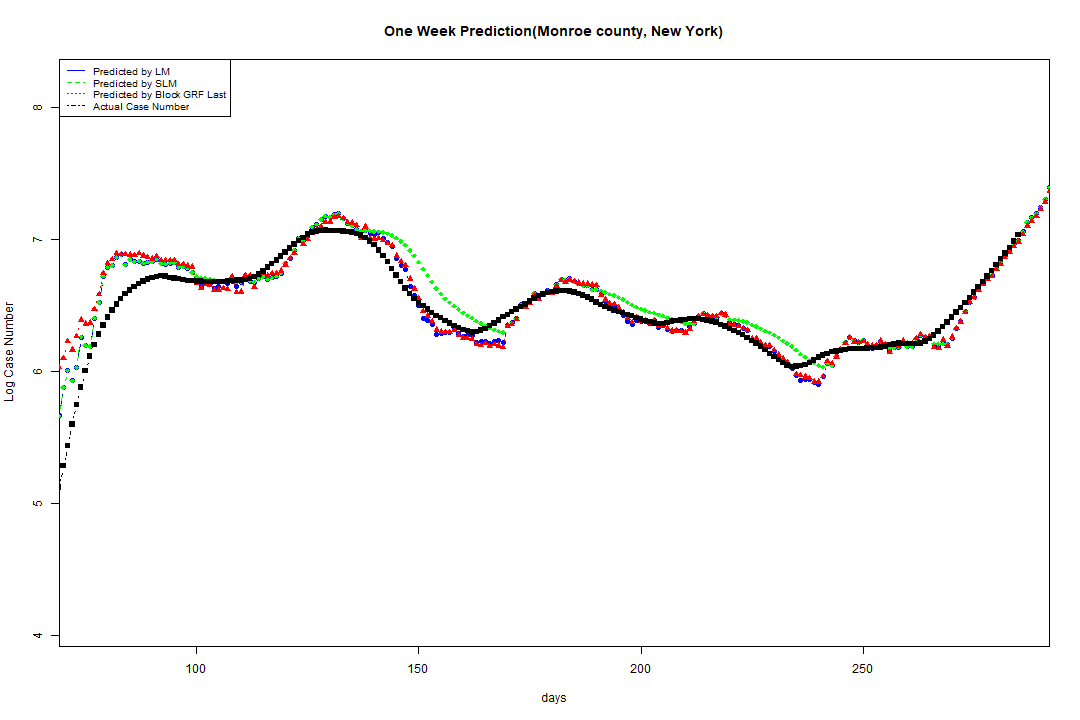 One Week Prediction(Monroe county, New York)
Predicted by LM
Predicted by SLM
Predicted by Block GRF Last
Actual Case Number
8
7
6
5
4
Log Case Number
100 150 200 250
days